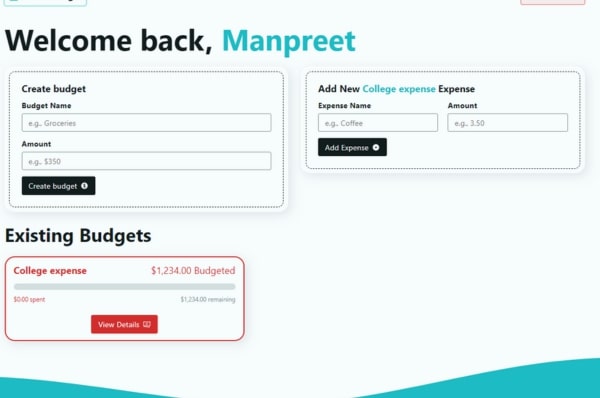 Welcome back, Manpreet
Create budget
Budget Name
e.g., Groceries
Amount
e.g., $350
Create budget
Add New College expense Expense
Expense Name
Amount
e.g., Coffee
e.g., 3.50
Add Expense
Existing Budgets
College expense
$1,234.00 Budgeted
$0.00 spent
$1,234.00 remaining
View Details